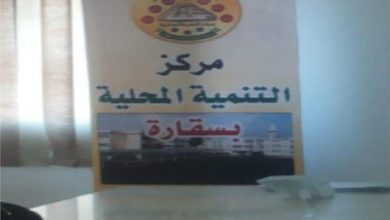 مركز
التنمية المحلية
بسقارة